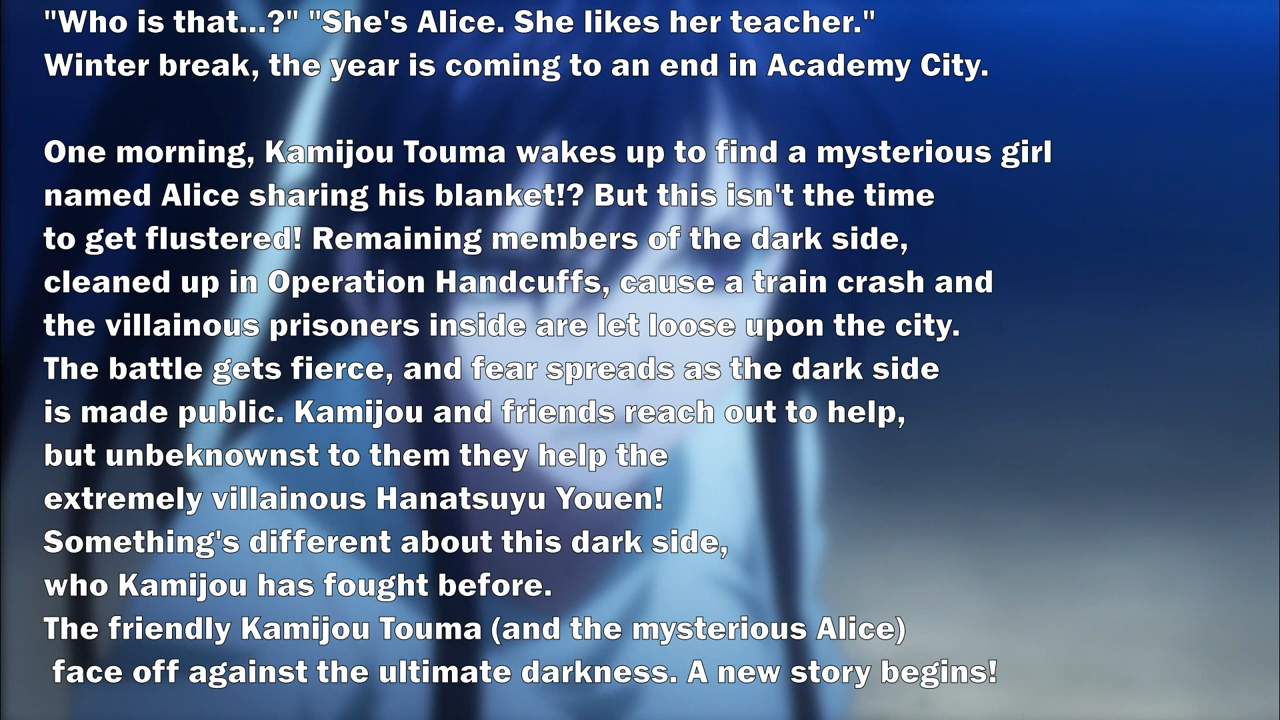 "Who is that...?" "She's Alice. She likes her teacher."
Winter break, the year is coming to an end in Academy City.
One morning, Kamijou Touma wakes up to find a mysterious girl
named Alice sharing his blanket!? But this isn't the time
to get flustered! Remaining members of the dark side,
cleaned up in Operation Handcuffs, cause a train crash and
the villainous prisoners inside are let loose upon the city.
The battle gets fierce, and fear spreads as the dark side
is made public. Kamijou and friends reach out to help,
but unbeknownst to them they help the
extremely villainous Hanatsuyu Youen!
Something's different about this dark side,
who Kamijou has fought before.
The friendly Kamijou Touma (and the mysterious Alice)
face off against the ultimate darkness. A new story begins!